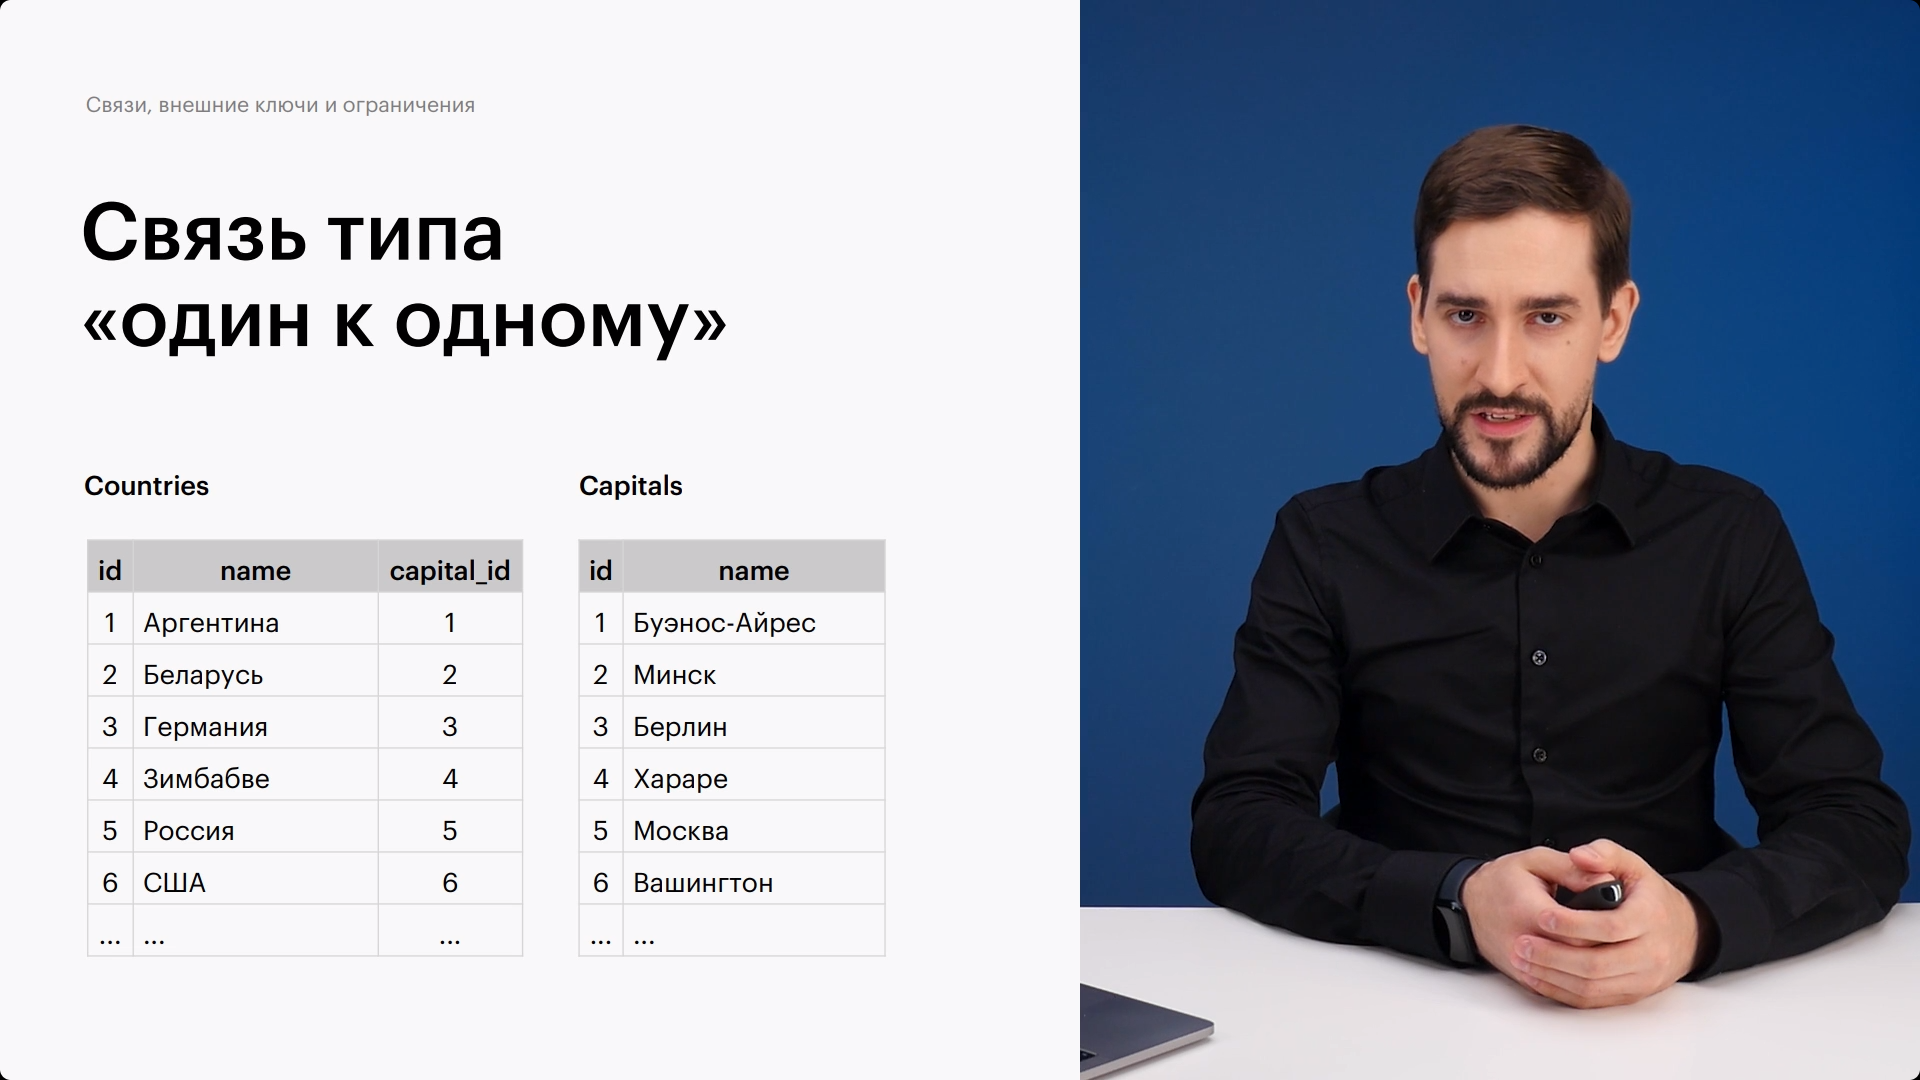 Связи, внешние ключи и ограничения
Связь типа
«один к одному»
Countries
id name capital_id
1 Аргентина 1
2 Беларусь 2
3 Германия 3
4 Зимбабве 4
5 Россия 5
6 США 6
... ... ...
Capitals
id name
1 Буэнос-Айрес
2 Минск
3 Берлин
4 Хараре
5 Москва
6 Вашингтон
... ...